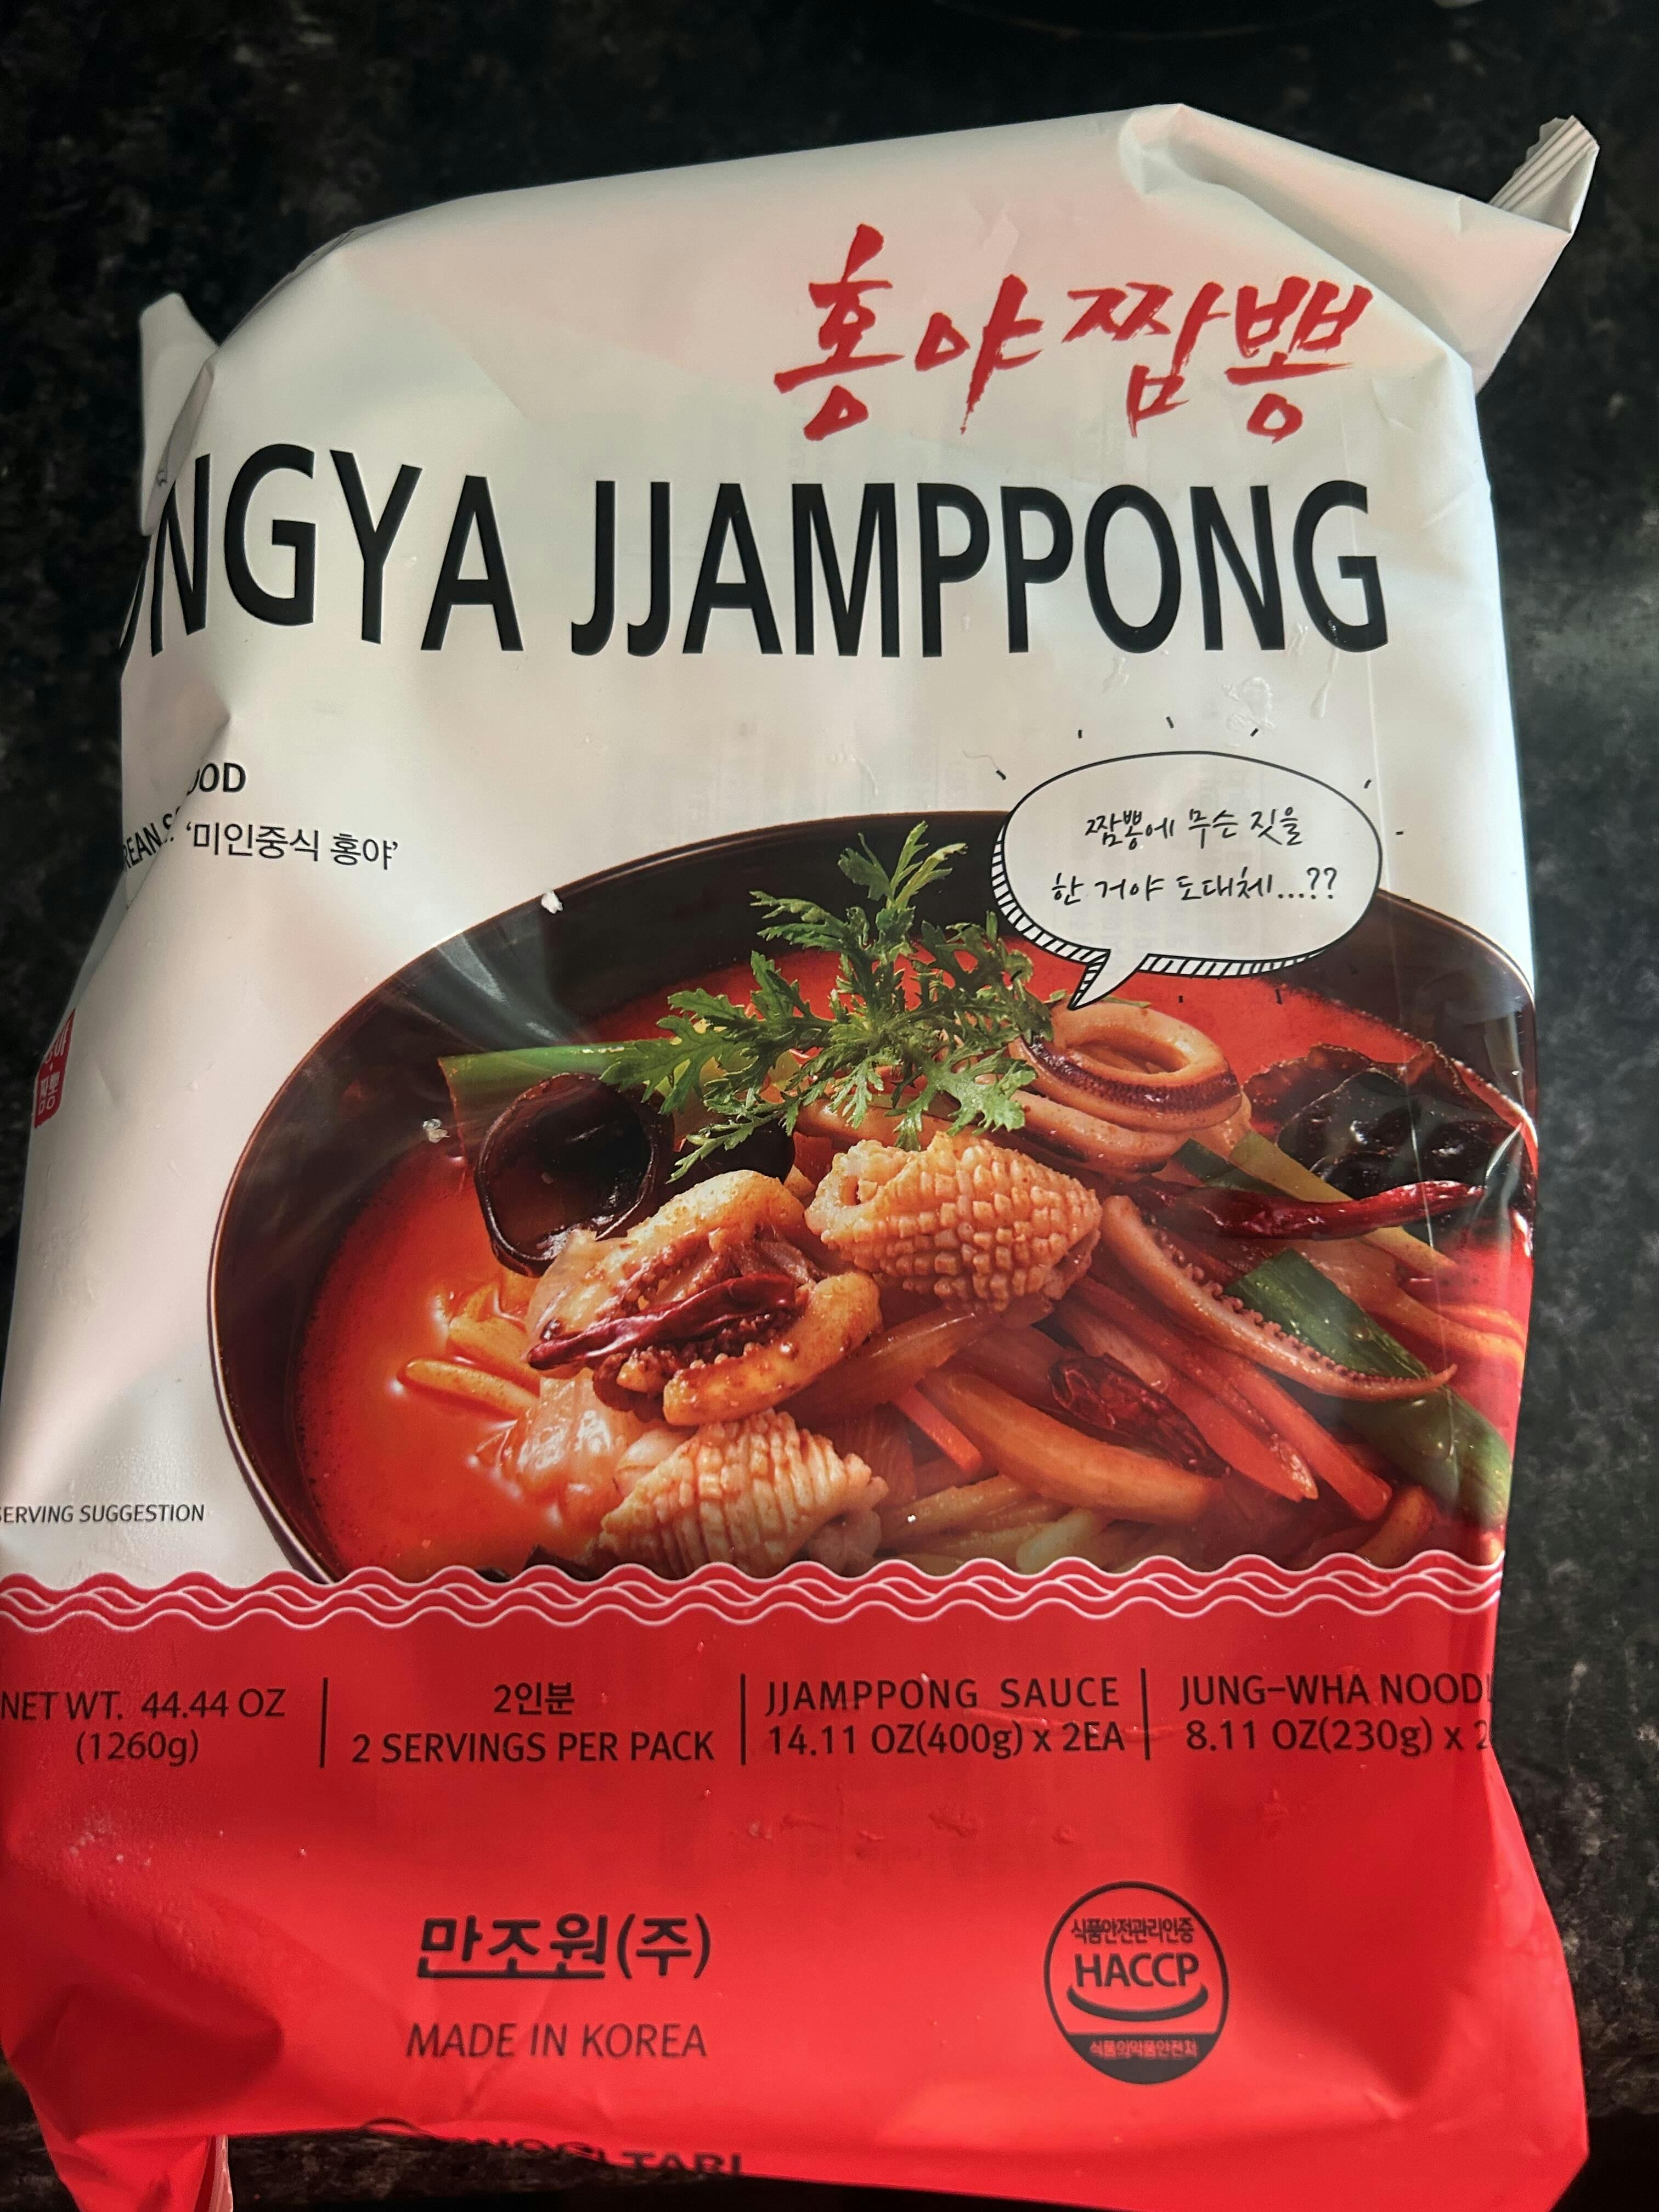 홍야짬뽕
NGYA JJAMPPONG
짬뽕에 무슨 짓을
한 거야 도대체...??
OOD
REAN S
'미인중식 홍야'
야
짬뽕
SERVING SUGGESTION
NET WT. 44.44 OZ
(1260g)
2인분
2 SERVINGS PER PACK
JJAMPPONG SAUCE
14.11 OZ(400g) x 2EA
JUNG-WHA NOOD
8.11 OZ(230g) x 2
만조원(주)
MADE IN KOREA
식품안전관리인증
HACCP
식품의약품안전처